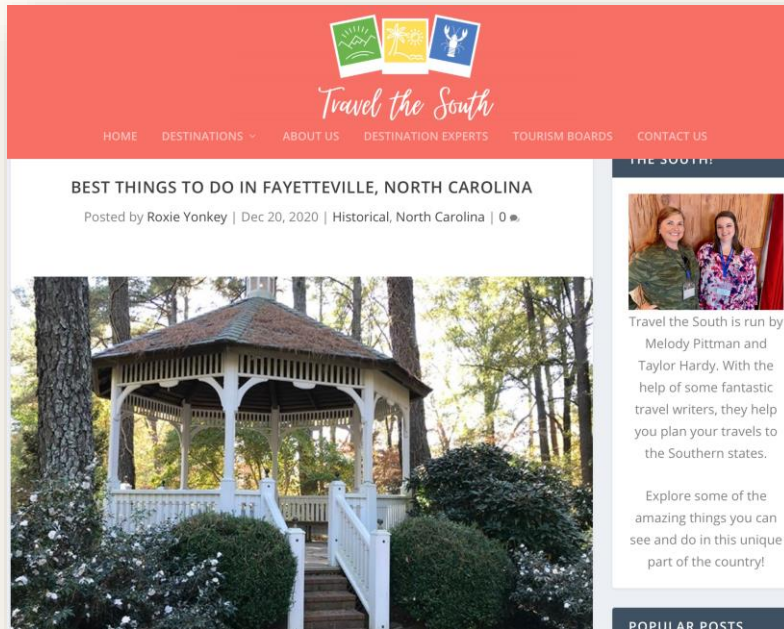 Travel the South
HOME DESTINATIONS ABOUT US DESTINATION EXPERTS TOURISM BOARDS CONTACT US
BEST THINGS TO DO IN FAYETTEVILLE, NORTH CAROLINA
Posted by Roxie Yonkey | Dec 20, 2020 | Historical, North Carolina | 0
THE SOUTH!
Travel the South is run by
Melody Pittman and
Taylor Hardy. With the
help of some fantastic
travel writers, they help
you plan your travels to
the Southern states.
Explore some of the
amazing things you can
see and do in this unique
part of the country!
POPULAR POSTS